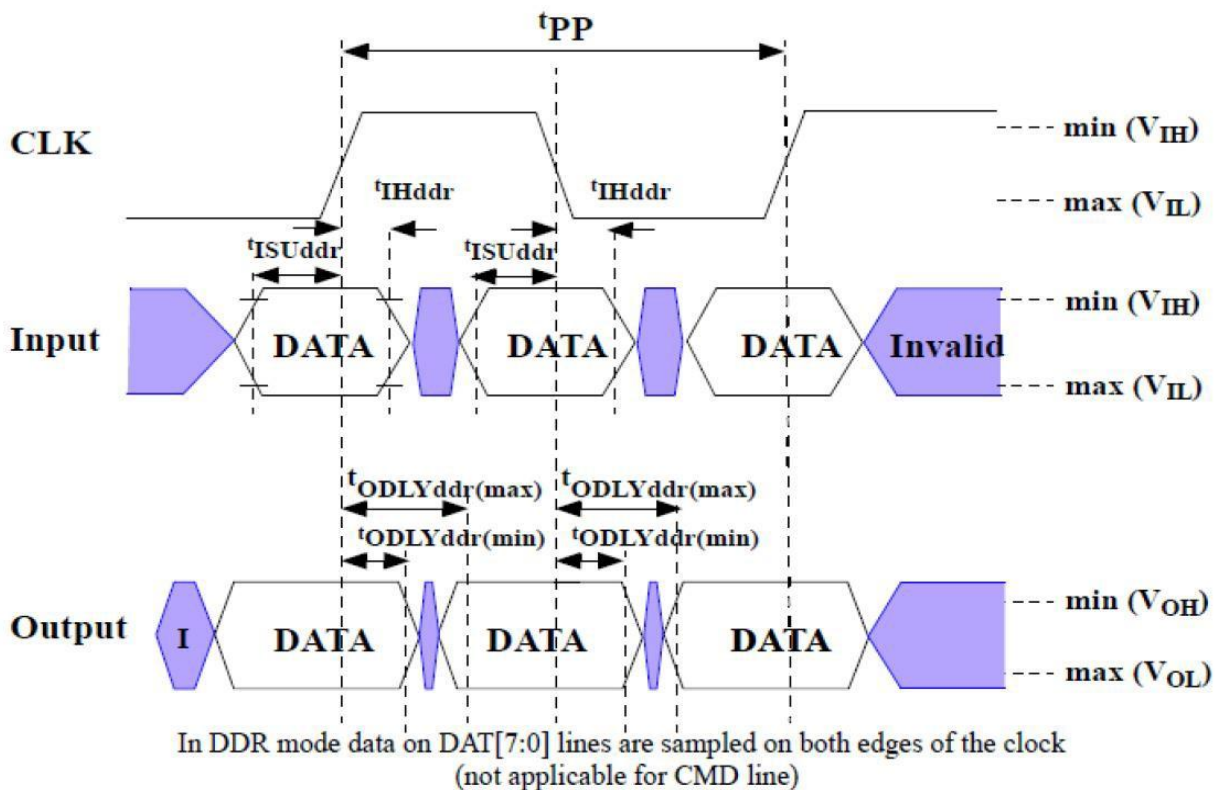 tPP
CLK
min (VIH)
tIHddr tIHddr
max (VIL)
tISUddr tISUddr
min (VIH)
Input DATA DATA DATA Invalid
max (VIL)
tODLYddr(max) tODLYddr(max)
tODLYddr(min) tODLYddr(min)
min (VOH)
Output I DATA DATA DATA
max (VOL)
In DDR mode data on DAT[7:0] lines are sampled on both edges of the clock
(not applicable for CMD line)